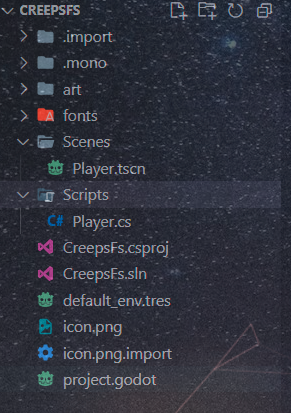 CREEPSFS
.import
.mono
art
fonts
Scenes
Player.tscn
Scripts
C# Player.cs
CreepsFs.csproj
CreepsFs.sln
default_env.tres
icon.png
icon.png.import
project.godot